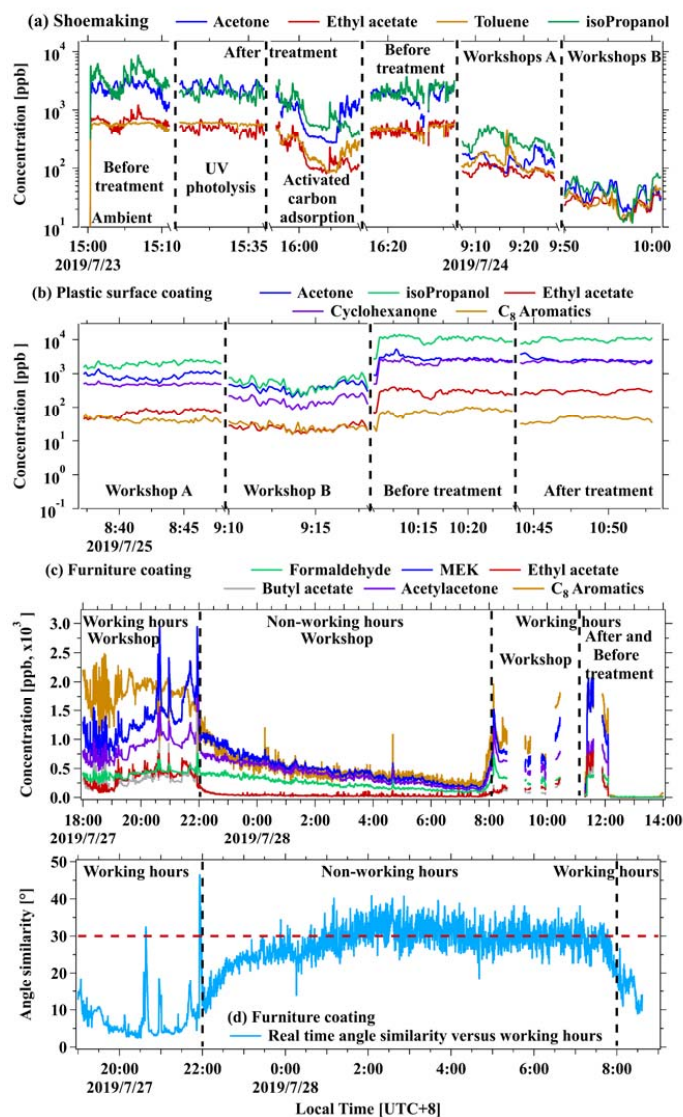 (a) Shoemaking
Acetone Ethyl acetate Toluene isoPropanol
Concentration [ppb]
10⁴
10³
10²
10¹
After treatment
Before treatment
Ambient
UV photolysis
Activated carbon adsorption
Before treatment
Workshops A
Workshops B
15:00 15:10 15:35 16:00 16:20 9:10 9:20 9:50 10:00
2019/7/23 2019/7/24
(b) Plastic surface coating
Acetone isoPropanol Ethyl acetate
Cyclohexanone C₈ Aromatics
Concentration [ppb]
10⁴
10³
10²
10¹
10⁰
10⁻¹
Workshop A Workshop B Before treatment After treatment
8:40 8:45 9:10 9:15 10:15 10:20 10:45 10:50
2019/7/25
(c) Furniture coating
Formaldehyde MEK Ethyl acetate
Butyl acetate Acetylacetone C₈ Aromatics
Concentration [ppb, x10³]
3.0
2.5
2.0
1.5
1.0
0.5
0.0
Working hours
Workshop
Non-working hours
Workshop
Working hours
Workshop
After and
Before
treatment
18:00 20:00 22:00 0:00 2:00 4:00 6:00 8:00 10:00 12:00 14:00
2019/7/27 2019/7/28
Angle similarity [°]
50
40
30
20
10
0
Working hours Non-working hours Working hours
(d) Furniture coating
Real time angle similarity versus working hours
20:00 22:00 0:00 2:00 4:00 6:00 8:00
2019/7/27 2019/7/28
Local Time [UTC+8]